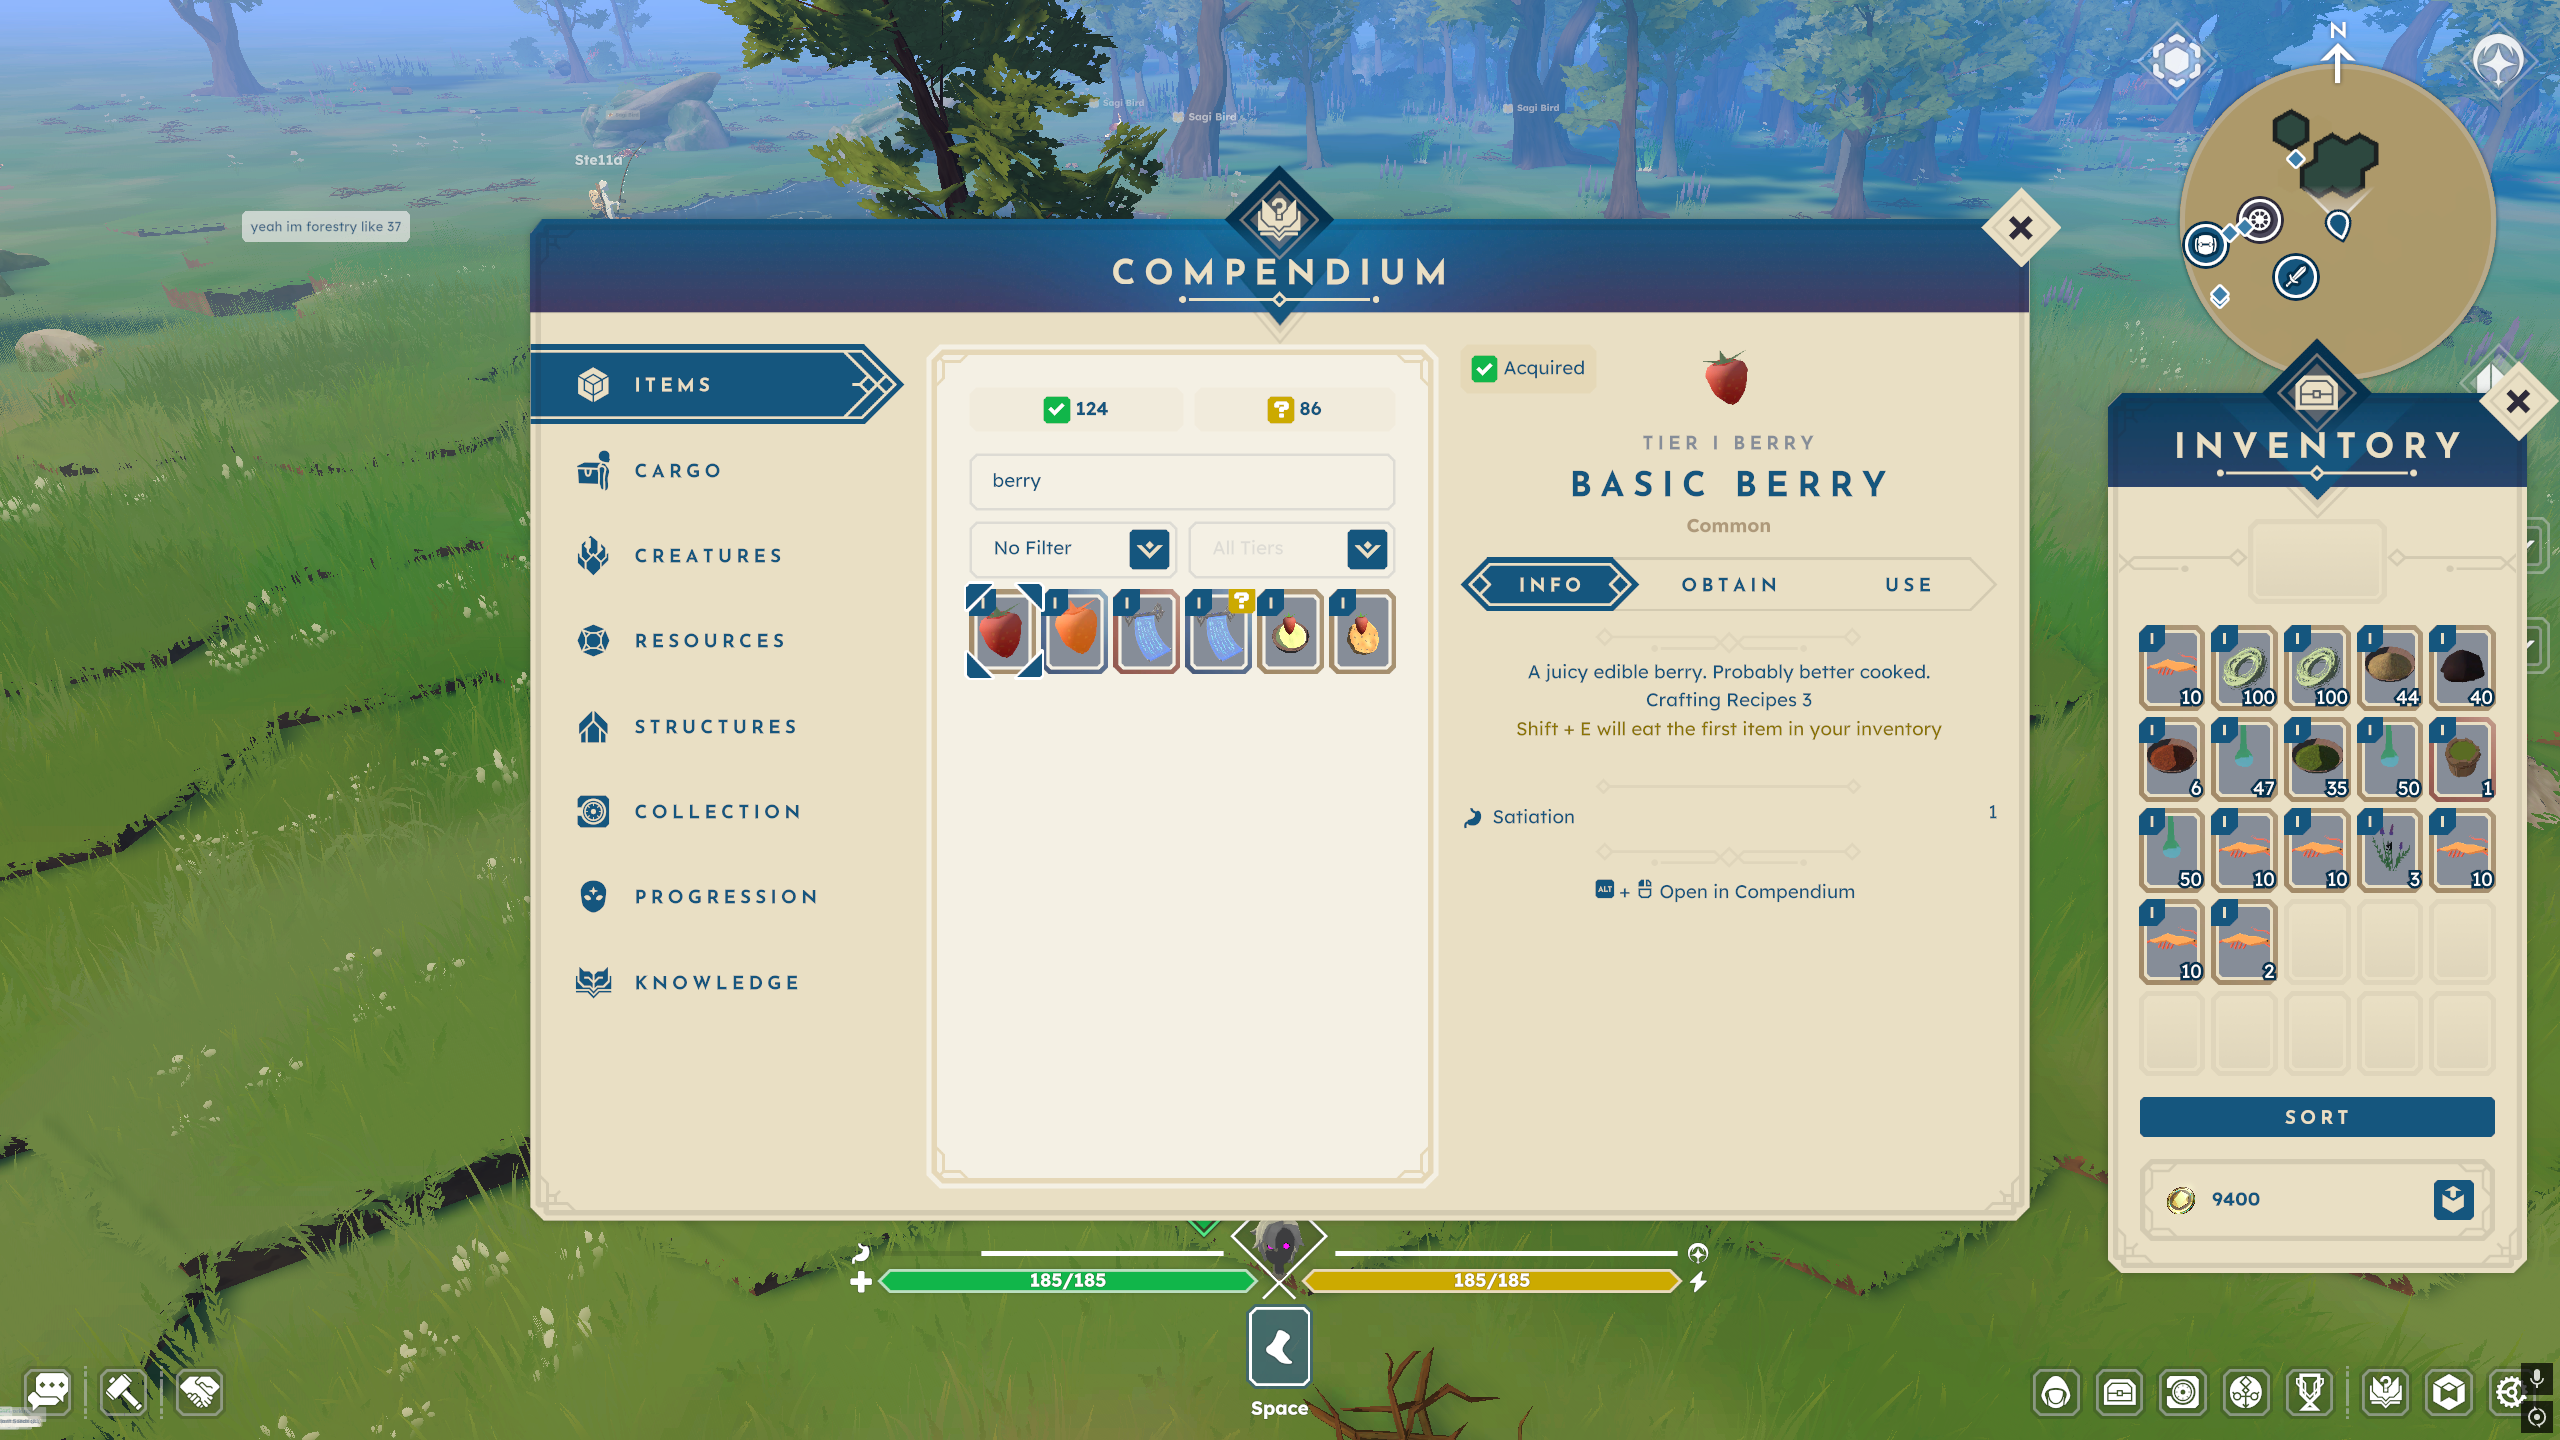 N
Sagi Bird
Sagi Bird
Sagi Bird
Ste11a
yeah im forestry like 37
COMPENDIUM
ITEMS
CARGO
CREATURES
RESOURCES
STRUCTURES
COLLECTION
PROGRESSION
KNOWLEDGE
124
86
berry
No Filter
All Tiers
I I I I I I
Acquired
TIER I BERRY
BASIC BERRY
Common
INFO OBTAIN USE
A juicy edible berry. Probably better cooked.
Crafting Recipes 3
Shift + E will eat the first item in your inventory
Satiation 1
ALT + Open in Compendium
INVENTORY
I I I I I
10 100 100 44 40
I I I I I
6 47 35 50 1
I I I I I
50 10 10 3 10
I I
10 2
SORT
9400
185/185
185/185
Space